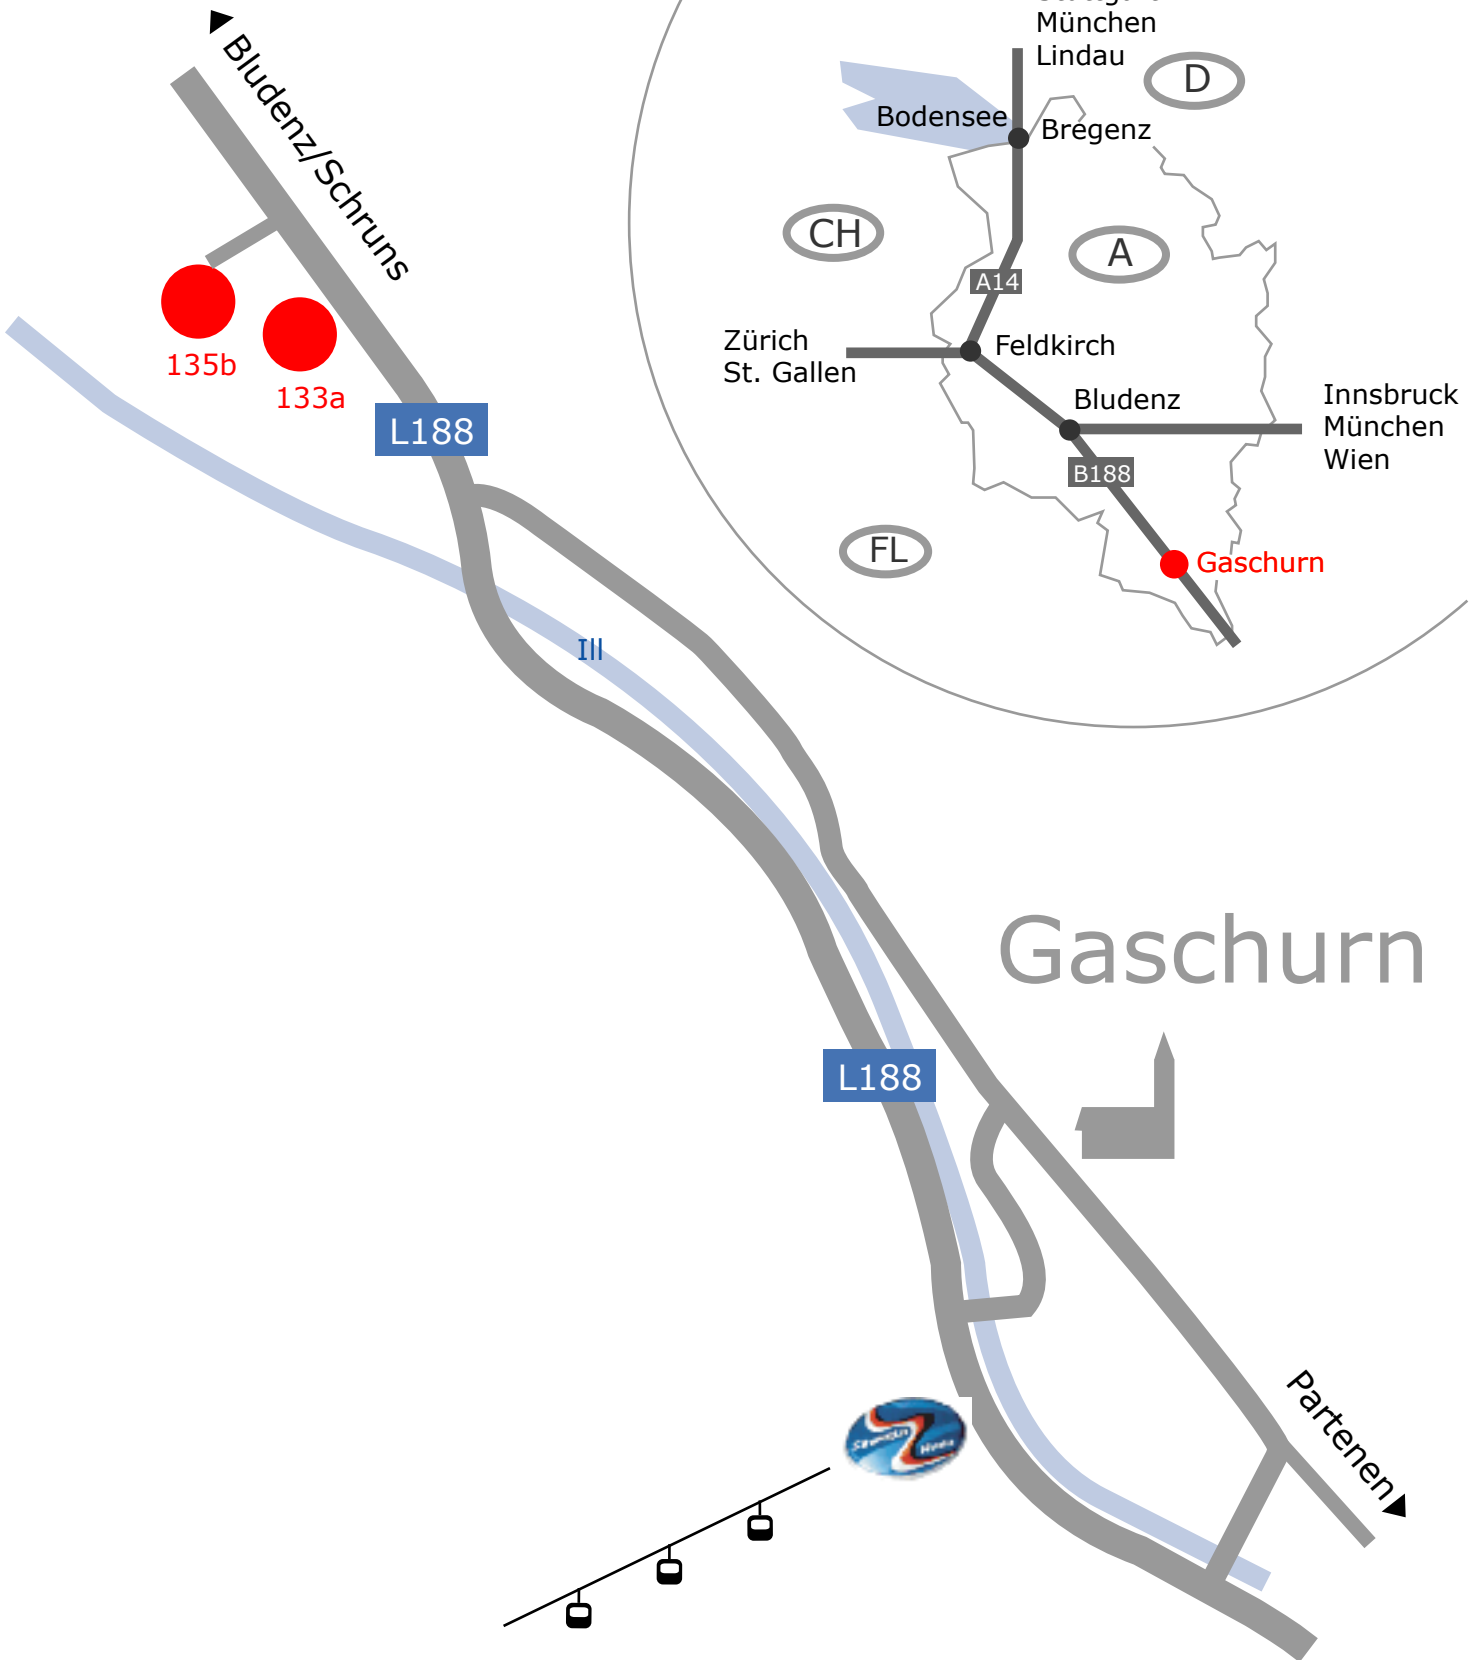 München
Lindau
D
Bodensee
Bregenz
CH
A
A14
Zürich
St. Gallen
Feldkirch
Bludenz
Innsbruck
München
Wien
B188
FL
Gaschurn
Bludenz/Schruns
135b
133a
L188
Ill
Gaschurn
L188
Partenen